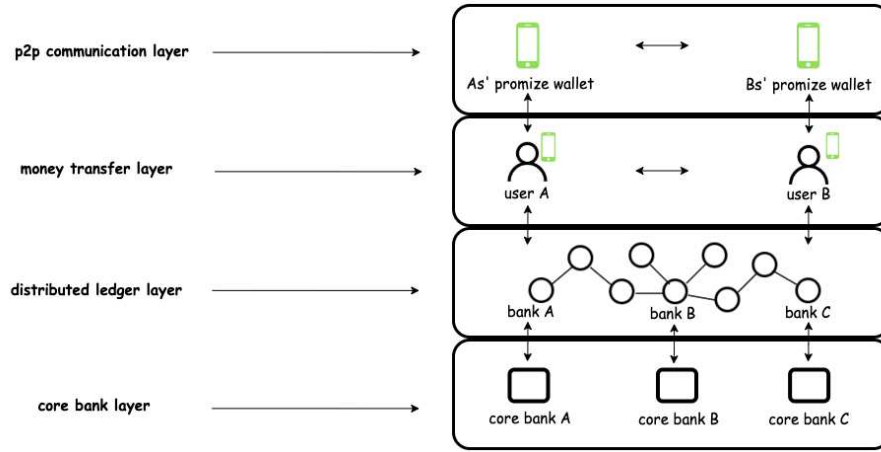 p2p communication layer
As' promize wallet
Bs' promize wallet
money transfer layer
user A
user B
distributed ledger layer
bank A
bank B
bank C
core bank layer
core bank A
core bank B
core bank C